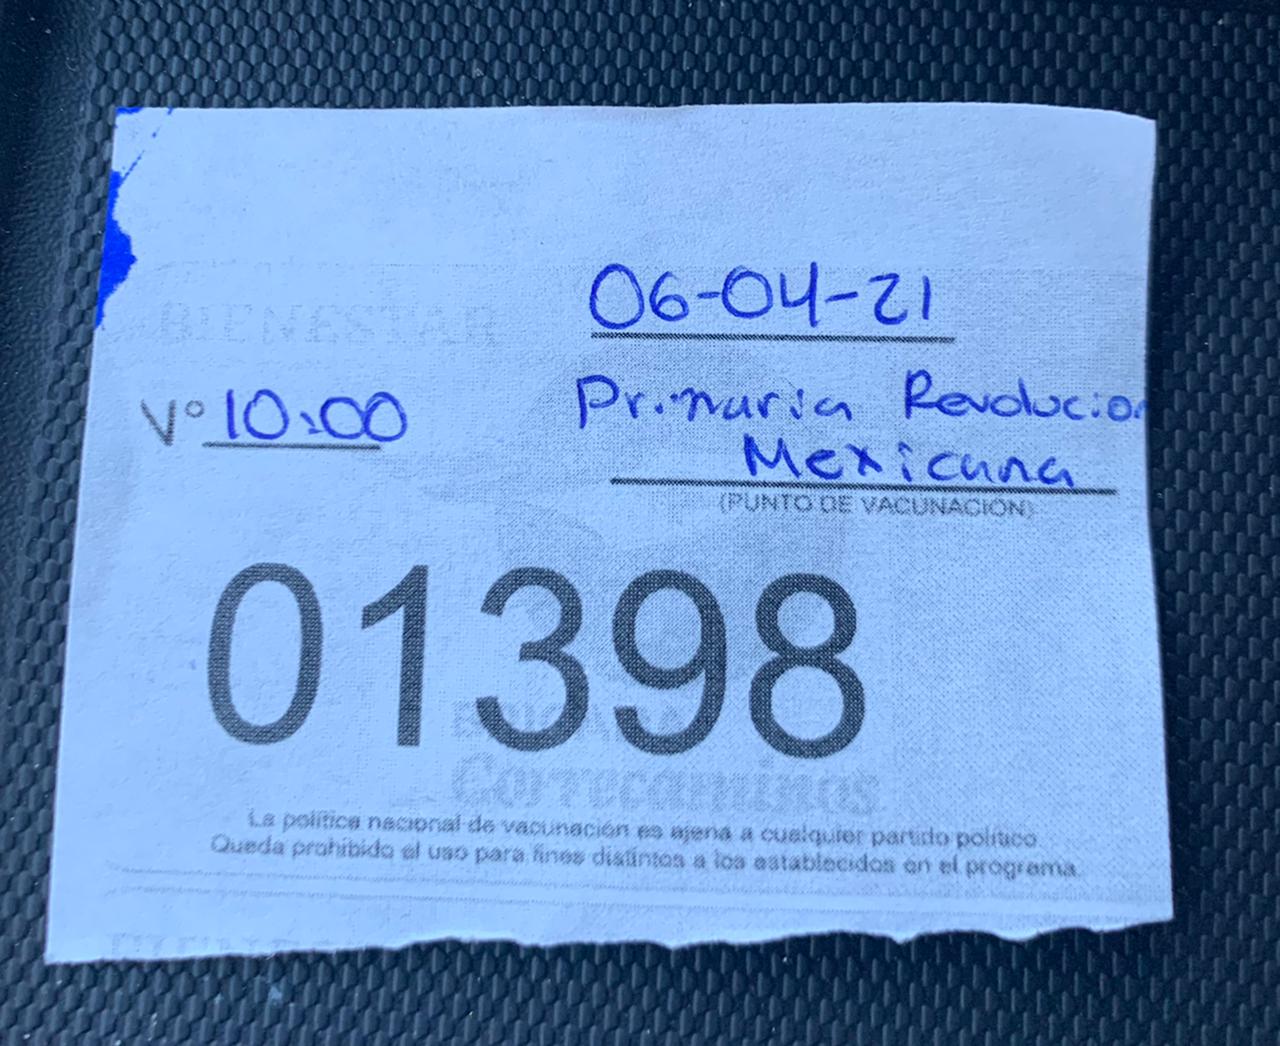 BIENESTAR
06-04-21
V° 10:00
Primaria Revolucion
Mexicana
(PUNTO DE VACUNACIÓN)
01398
Correcaminos
La política nacional de vacunación es ajena a cualquier partido político
Queda prohibido el uso para fines distintos a los establecidos en el programa.